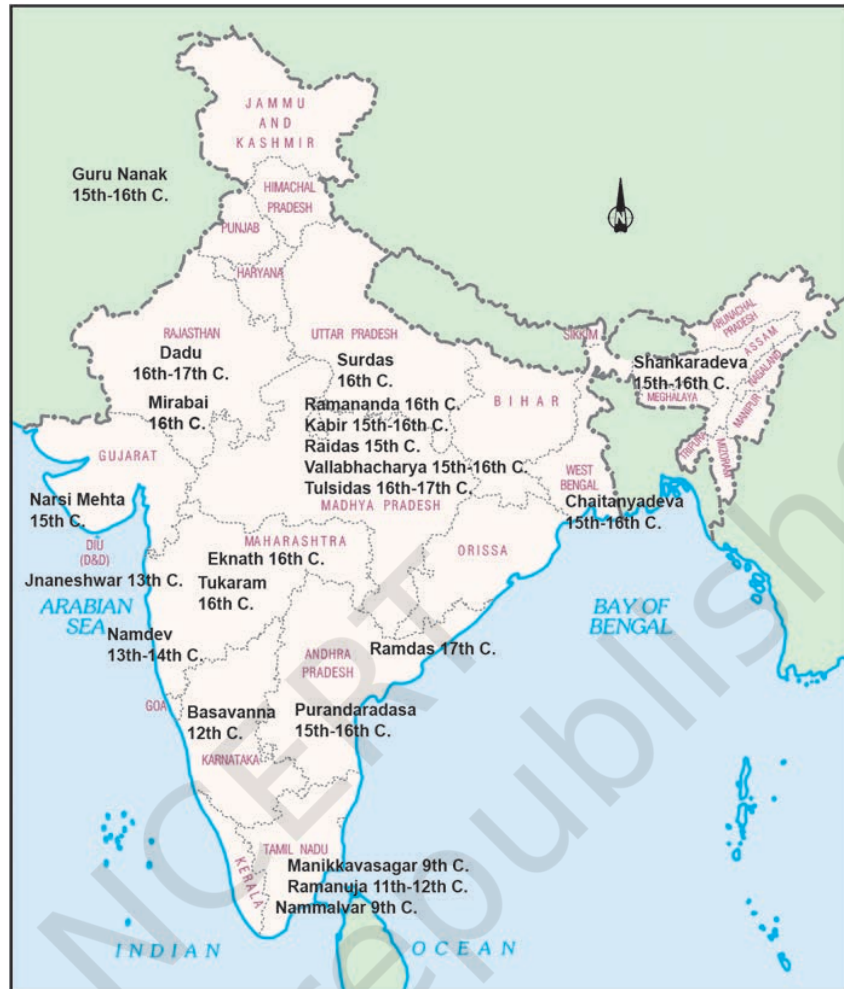 JAMMU
AND
KASHMIR
Guru Nanak
15th-16th C.
HIMACHAL
PRADESH
PUNJAB
N
HARYANA
ARUNACHAL
PRADESH
RAJASTHAN
UTTAR PRADESH
SIKKIM
ASSAM
NAGALAND
Dadu
16th-17th C.
Surdas
16th C.
Shankaradeva
15th-16th C.
MEGHALAYA
MANIPUR
Mirabai
16th C.
Ramananda 16th C.
Kabir 15th-16th C.
Raidas 15th C.
Vallabhacharya 15th-16th C.
Tulsidas 16th-17th C.
BIHAR
TRIPURA
MIZORAM
GUJARAT
WEST
BENGAL
Narsi Mehta
15th C.
MADHYA PRADESH
Chaitanyadeva
15th-16th C.
DIU
(D&D)
MAHARASHTRA
Eknath 16th C.
ORISSA
Jnaneshwar 13th C.
Tukaram
16th C.
ARABIAN
SEA
BAY OF
BENGAL
Namdev
13th-14th C.
Ramdas 17th C.
ANDHRA
PRADESH
GOA
Basavanna
12th C.
Purandaradasa
15th-16th C.
KARNATAKA
TAMIL NADU
KERALA
Manikkavasagar 9th C.
Ramanuja 11th-12th C.
Nammalvar 9th C.
INDIAN OCEAN
NCERT
republishe